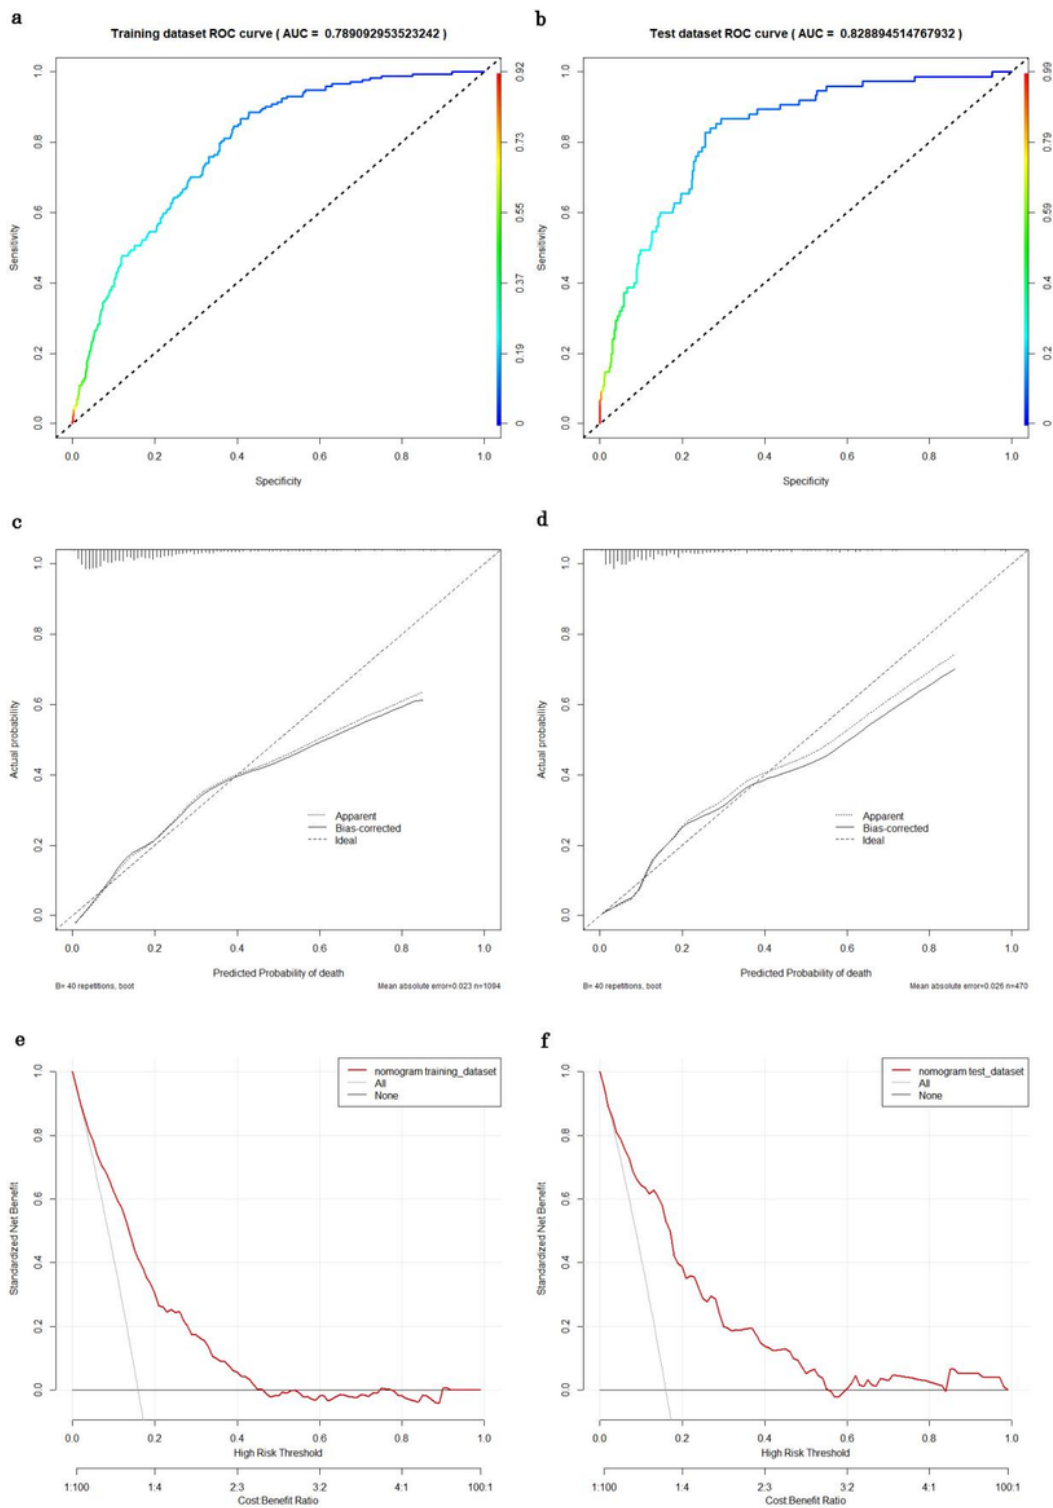 a
Training dataset ROC curve ( AUC = 0.789092953523242 )
Sensitivity
1.0
0.8
0.6
0.4
0.2
0.0
0.92
0.73
0.55
0.37
0.19
0
0.0 0.2 0.4 0.6 0.8 1.0
Specificity
b
Test dataset ROC curve ( AUC = 0.828894514767932 )
Sensitivity
1.0
0.8
0.6
0.4
0.2
0.0
0.99
0.79
0.59
0.4
0.2
0
0.0 0.2 0.4 0.6 0.8 1.0
Specificity
c
Actual probability
1.0
0.8
0.6
0.4
0.2
0.0
Apparent
Bias-corrected
Ideal
0.0 0.2 0.4 0.6 0.8 1.0
Predicted Probability of death
B= 40 repetitions, boot
Mean absolute error=0.023 n=1094
d
Actual probability
1.0
0.8
0.6
0.4
0.2
0.0
Apparent
Bias-corrected
Ideal
0.0 0.2 0.4 0.6 0.8 1.0
Predicted Probability of death
B= 40 repetitions, boot
Mean absolute error=0.026 n=470
e
Standardized Net Benefit
1.0
0.8
0.6
0.4
0.2
0.0
nomogram training_dataset
All
None
0.0 0.2 0.4 0.6 0.8 1.0
High Risk Threshold
1:100 1:4 2:3 3:2 4:1 100:1
Cost:Benefit Ratio
f
Standardized Net Benefit
1.0
0.8
0.6
0.4
0.2
0.0
nomogram test_dataset
All
None
0.0 0.2 0.4 0.6 0.8 1.0
High Risk Threshold
1:100 1:4 2:3 3:2 4:1 100:1
Cost:Benefit Ratio